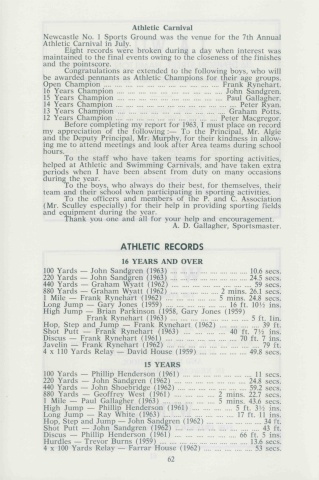 Athletic Carnival
Newcastle No. 1 Sports Ground was the venue for the 7th Annual
Athletic Carnival in July.
Eight records were broken during a day when interest was
maintained to the final events owing to the closeness of the finishes
and the pointscore.
Congratulations are extended to the following boys, who will
be awarded pennants as Athletic Champions for their age groups.
Open Champion ... Frank Rynehart.
16 Years Champion ... John Sandgren.
15 Years Champion ... Paul Gallagher.
14 Years Champion ... Peter Ryan.
13 Years Champion ... Graham Potts.
12 Years Champion ... Peter Macgregor.
Before completing my report for 1963, I must place on record
my appreciation of the following :— To the Principal, Mr. Algie
and the Deputy Principal, Mr. Murphy, for their kindness in allow-
ing me to attend meetings and look after Area teams during school
hours.
To the staff who have taken teams for sporting activities,
helped at Athletic and Swimming Carnivals, and have taken extra
periods when I have been absent from duty on many occasions
during the year.
To the boys, who always do their best, for themselves, their
team and their school when participating in sporting activities.
To the officers and members of the P. and C. Association
(Mr. Sculley especially) for their help in providing sporting fields
and equipment during the year.
Thank you one and all for your help and encouragement.
A. D. Gallagher, Sportsmaster.
ATHLETIC RECORDS
16 YEARS AND OVER
100 Yards — John Sandgren (1963) ... 10.6 secs.
220 Yards — John Sandgren (1963) ... 24.5 secs.
440 Yards — Graham Wyatt (1962) ... 59 secs.
880 Yards — Graham Wyatt (1962) ... 2 mins. 26.1 secs.
1 Mile — Frank Rynehart (1962) ... 5 mins. 24.8 secs.
Long Jump — Gary Jones (1959) ... 16 ft. 10½ ins.
High Jump — Brian Parkinson (1958, Gary Jones (1959)
Frank Rynehart (1963) ... 5 ft. 1in.
Hop, Step and Jump — Frank Rynehart (1962) ... 39 ft.
Shot Putt — Frank Rynehart (1963) ... 40 ft. 7½ ins.
Discus — Frank Rynehart (1961) ... 70 ft. 7 ins.
Javelin — Frank Rynehart (1962) ... 79 ft.
4 x 110 Yards Relay — David House (1959) ... 49.8 secs.
15 YEARS
100 Yards — Phillip Henderson (1961) ... 11 secs.
220 Yards — John Sandgren (1962) ... 24.8 secs.
440 Yards — John Shoebridge (1962) ... 59.2 secs.
880 Yards — Geoffrey West (1961) ... 2 mins. 22.7 secs.
1 Mile — Paul Gallagher (1963) ... 5 mins. 43.6 secs.
High Jump — Phillip Henderson (1961) ... 5 ft. 3½ ins.
Long Jump — Ray White (1963) ... 17 ft. 11 ins.
Hop, Step and Jump — John Sandgren (1962) ... 34 ft.
Shot Putt — John Sandgren (1962) ... 43 ft.
Discus — Phillip Henderson (1961) ... 66 ft. 5 ins.
Hurdles — Trevor Burns (1959) ... 13.6 secs.
4 x 100 Yards Relay — Farrar House (1962) ... 53 secs.
62